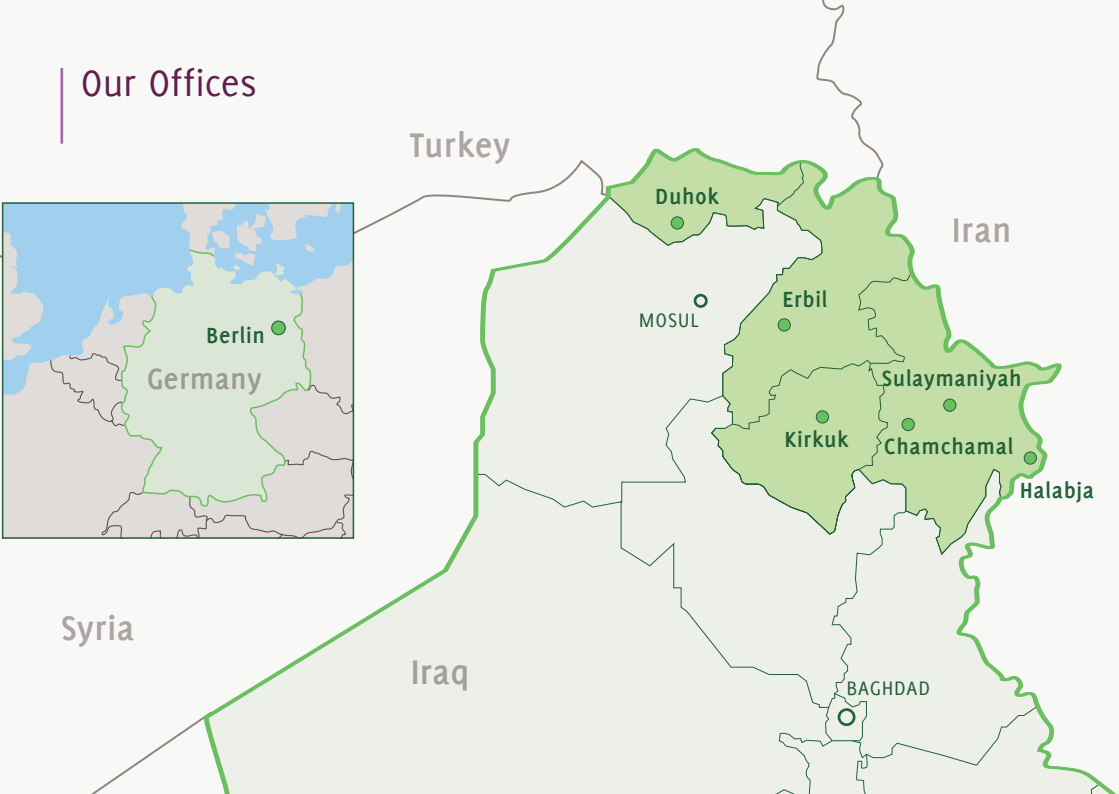 Our Offices
Turkey
Duhok
Iran
Erbil
MOSUL
Berlin
Germany
Sulaymaniyah
Kirkuk
Chamchamal
Halabja
Syria
Iraq
BAGHDAD